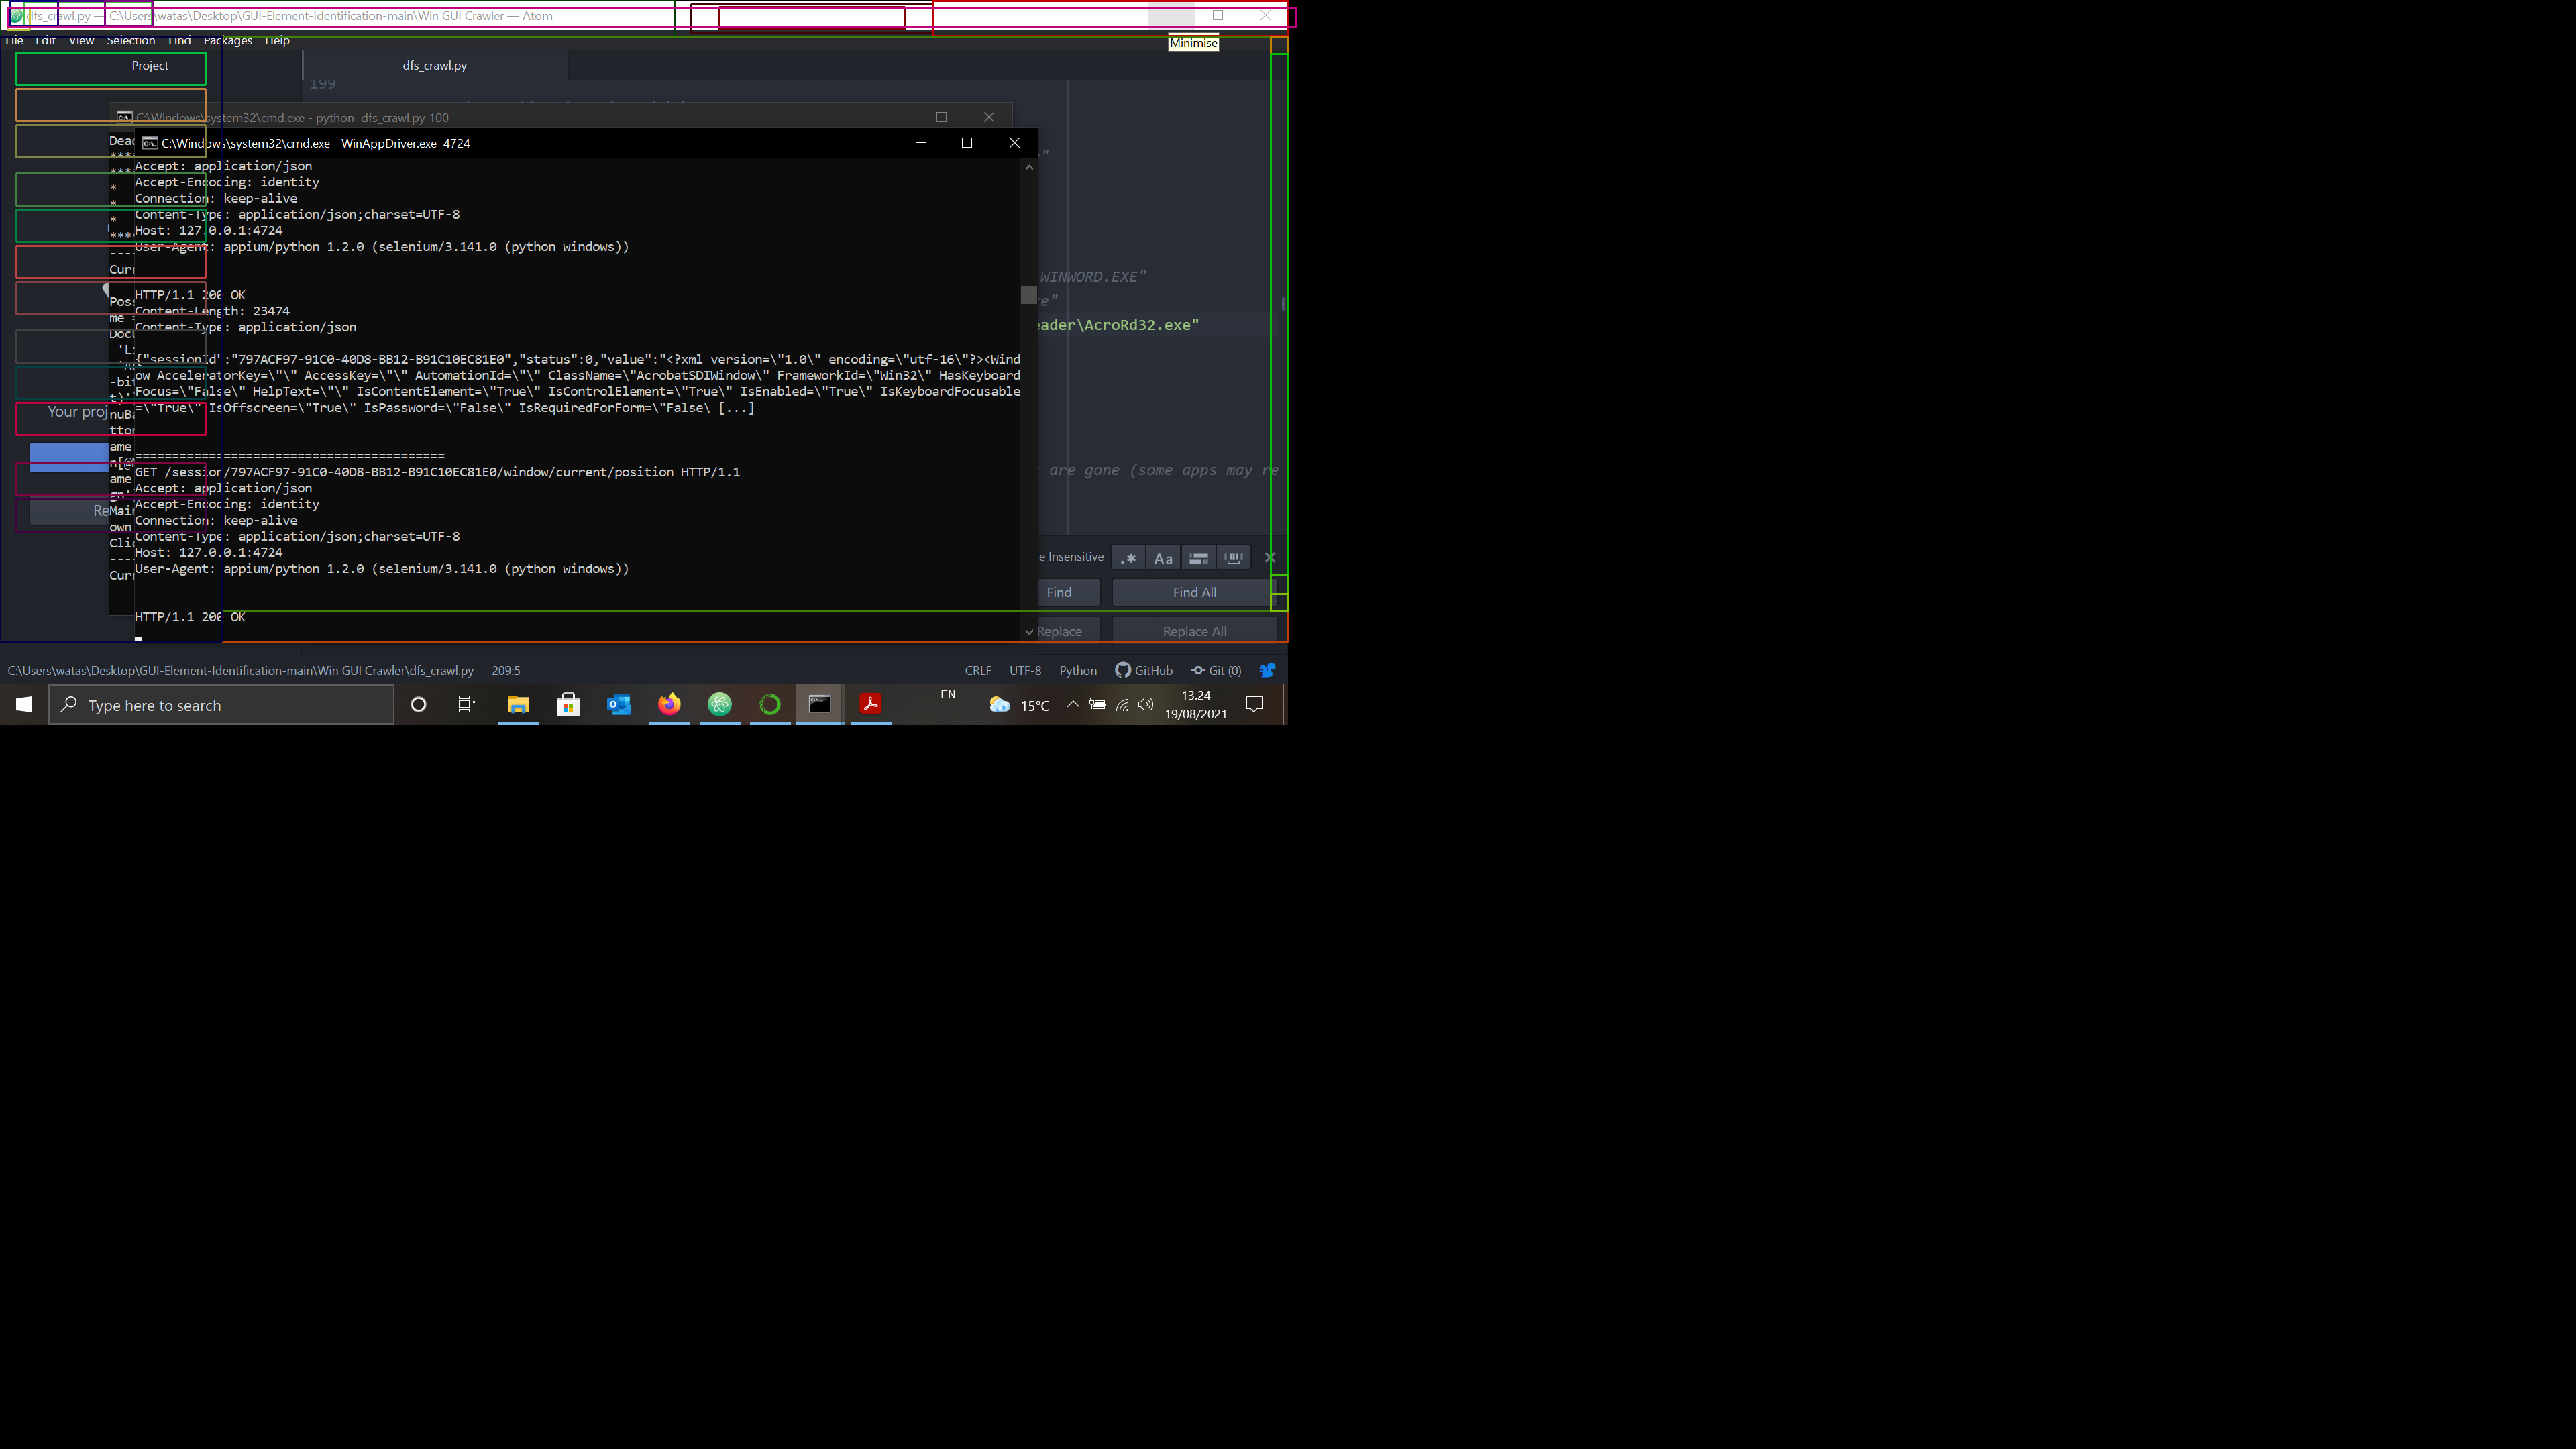 dfs_crawl.py — C:\Users\watas\Desktop\GUI-Element-Identification-main\Win GUI Crawler — Atom
File Edit View Selection Find Packages Help
Minimise
Project
dfs_crawl.py
199
C:\Windows\system32\cmd.exe - python dfs_crawl.py 100
C:\Windows\system32\cmd.exe - WinAppDriver.exe 4724
Accept: application/json
Accept-Encoding: identity
Connection: keep-alive
Content-Type: application/json;charset=UTF-8
Host: 127.0.0.1:4724
User-Agent: appium/python 1.2.0 (selenium/3.141.0 (python windows))
HTTP/1.1 200 OK
Content-Length: 23474
Content-Type: application/json
{"sessionId":"797ACF97-91C0-40D8-BB12-B91C10EC81E0","status":0,"value":"<?xml version=\"1.0\" encoding=\"utf-16\"?><Wind
ow AcceleratorKey=\"\" AccessKey=\"\" AutomationId=\"\" ClassName=\"AcrobatSDIWindow\" FrameworkId=\"Win32\" HasKeyboard
Focus=\"False\" HelpText=\"\" IsContentElement=\"True\" IsControlElement=\"True\" IsEnabled=\"True\" IsKeyboardFocusable
=\"True\" IsOffscreen=\"True\" IsPassword=\"False\" IsRequiredForForm=\"False\ [...]
==========================================
GET /session/797ACF97-91C0-40D8-BB12-B91C10EC81E0/window/current/position HTTP/1.1
Accept: application/json
Accept-Encoding: identity
Connection: keep-alive
Content-Type: application/json;charset=UTF-8
Host: 127.0.0.1:4724
User-Agent: appium/python 1.2.0 (selenium/3.141.0 (python windows))
HTTP/1.1 200 OK
WINWORD.EXE"
eader\AcroRd32.exe"
are gone (some apps may re
Your proj
e Insensitive
.* Aa
Find
Find All
Replace
Replace All
C:\Users\watas\Desktop\GUI-Element-Identification-main\Win GUI Crawler\dfs_crawl.py 209:5
CRLF UTF-8 Python GitHub Git (0)
Type here to search
EN
15°C
13.24
19/08/2021